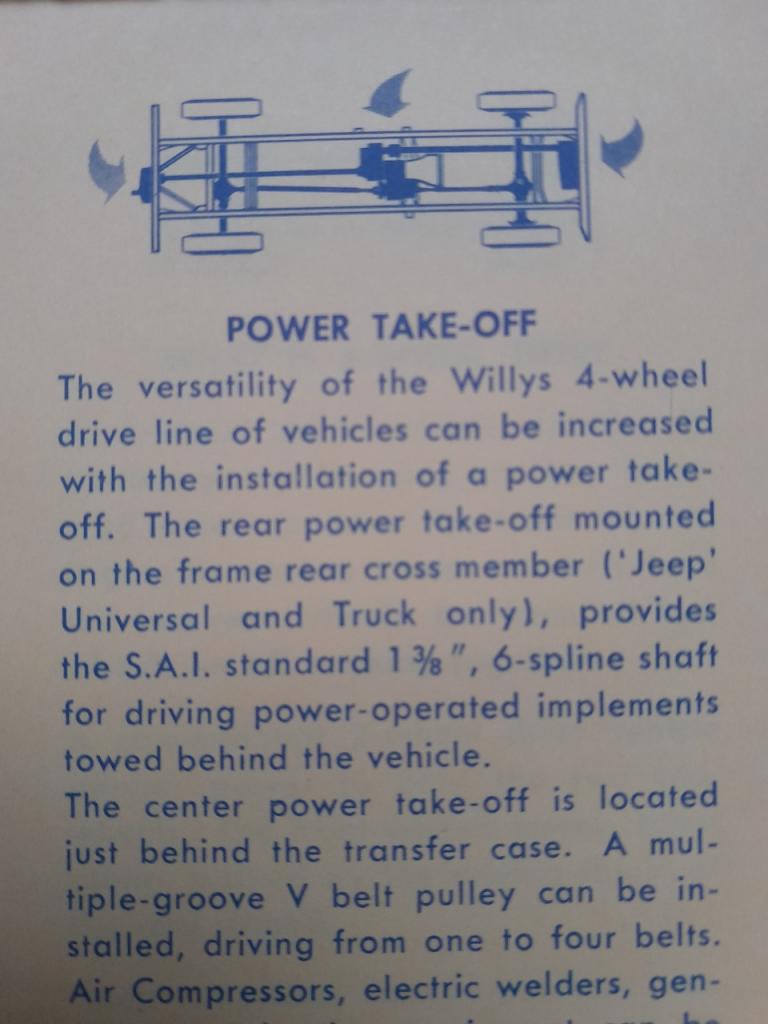 POWER TAKE-OFF
The versatility of the Willys 4-wheel
drive line of vehicles can be increased
with the installation of a power take-
off. The rear power take-off mounted
on the frame rear cross member ('Jeep'
Universal and Truck only), provides
the S.A.I. standard 1 ⅜", 6-spline shaft
for driving power-operated implements
towed behind the vehicle.
The center power take-off is located
just behind the transfer case. A mul-
tiple-groove V belt pulley can be in-
stalled, driving from one to four belts.
Air Compressors, electric welders, gen-
can be